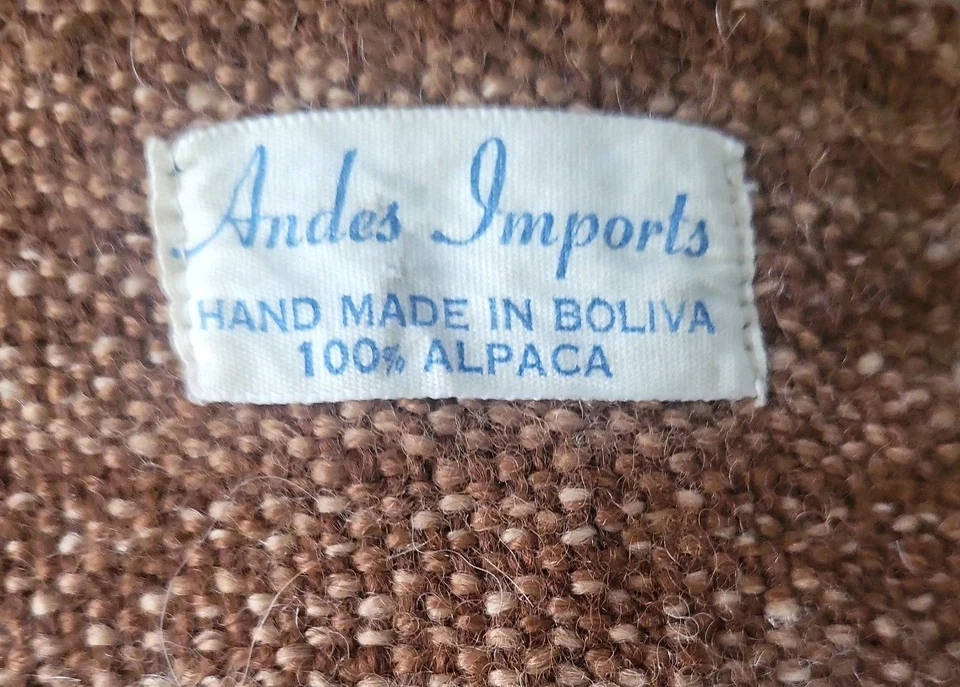 Andes Imports
HAND MADE IN BOLIVA
100% ALPACA